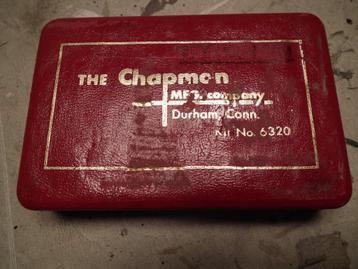 THE Chapman
MFG. company
Durham, Conn.
Kit No. 6320